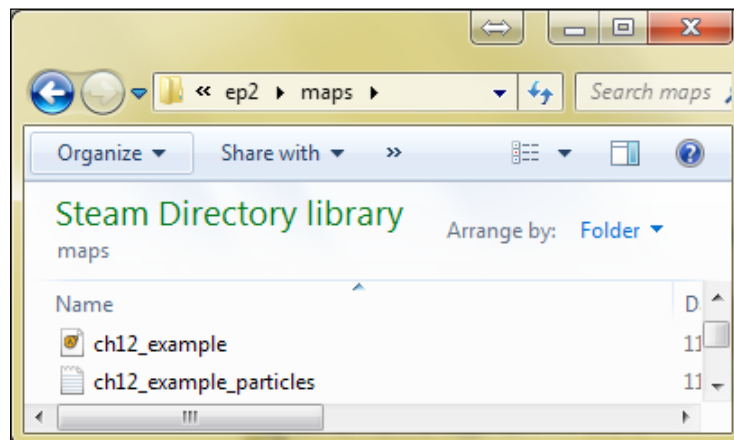 « ep2 ▸ maps ▸ Search maps
Organize ▾ Share with ▾ »
Steam Directory library
maps
Arrange by: Folder ▾
Name D
ch12_example 11
ch12_example_particles 11